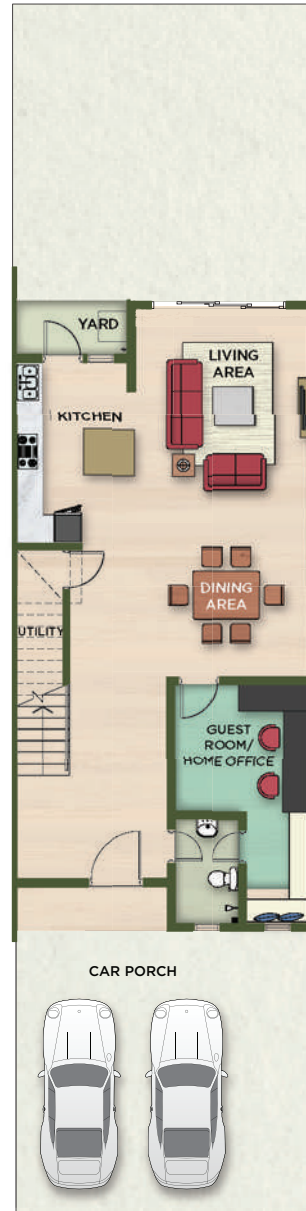 YARD
LIVING
AREA
KITCHEN
DINING
AREA
UTILITY
GUEST
ROOM/
HOME OFFICE
CAR PORCH